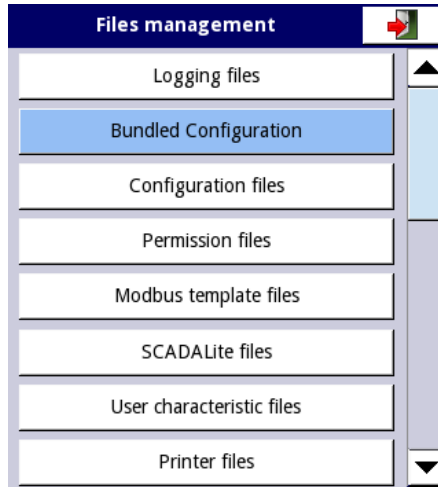 Files management
Logging files
Bundled Configuration
Configuration files
Permission files
Modbus template files
SCADALite files
User characteristic files
Printer files